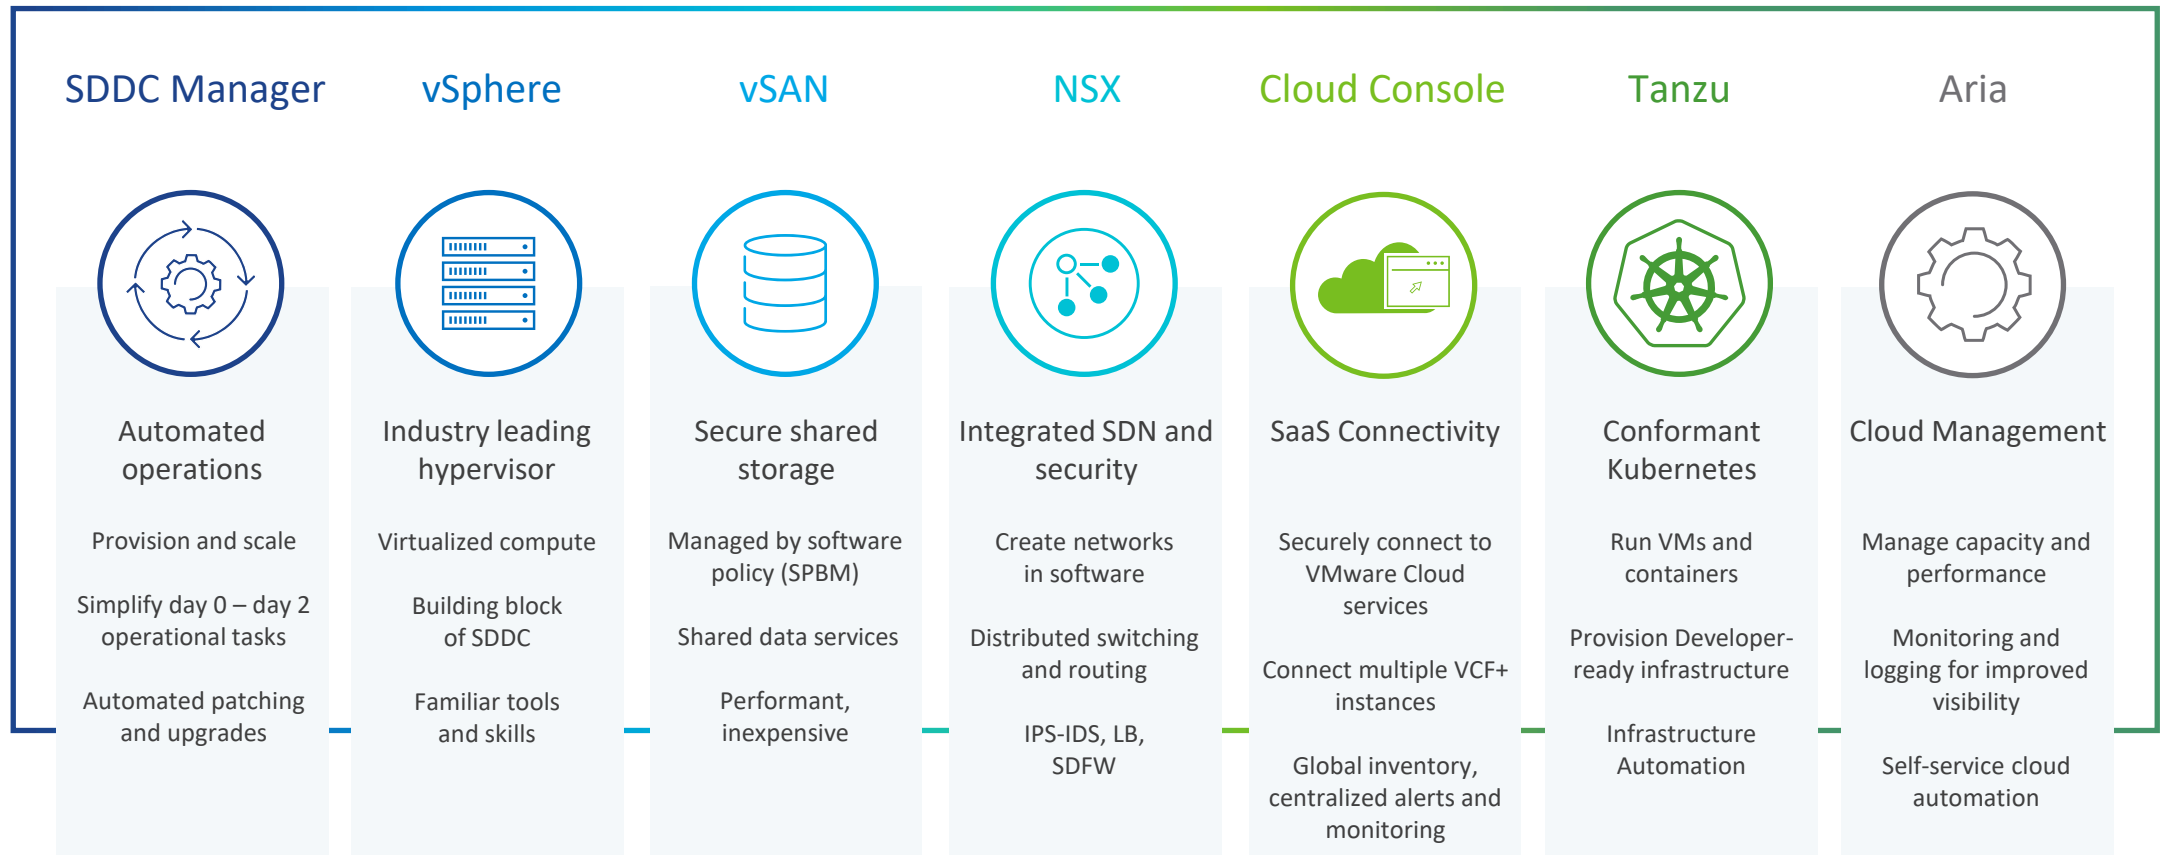 SDDC Manager
Automated
operations
Provision and scale
Simplify day 0 – day 2
operational tasks
Automated patching
and upgrades
vSphere
Industry leading
hypervisor
Virtualized compute
Building block
of SDDC
Familiar tools
and skills
vSAN
Secure shared
storage
Managed by software
policy (SPBM)
Shared data services
Performant,
inexpensive
NSX
Integrated SDN and
security
Create networks
in software
Distributed switching
and routing
IPS-IDS, LB,
SDFW
Cloud Console
SaaS Connectivity
Securely connect to
VMware Cloud
services
Connect multiple VCF+
instances
Global inventory,
centralized alerts and
monitoring
Tanzu
Conformant
Kubernetes
Run VMs and
containers
Provision Developer-
ready infrastructure
Infrastructure
Automation
Aria
Cloud Management
Manage capacity and
performance
Monitoring and
logging for improved
visibility
Self-service cloud
automation